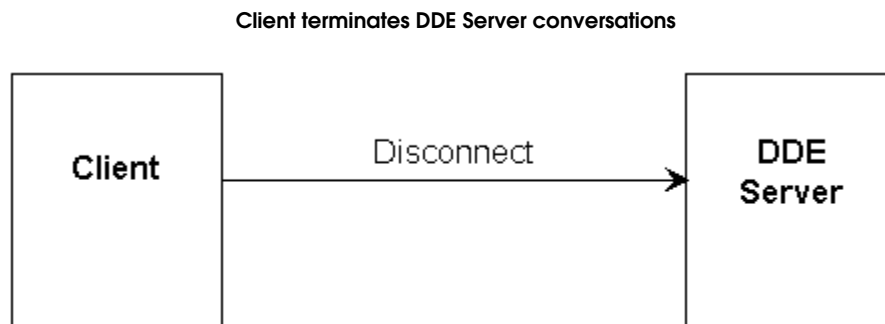 Client terminates DDE Server conversations
Client
Disconnect
DDE
Server